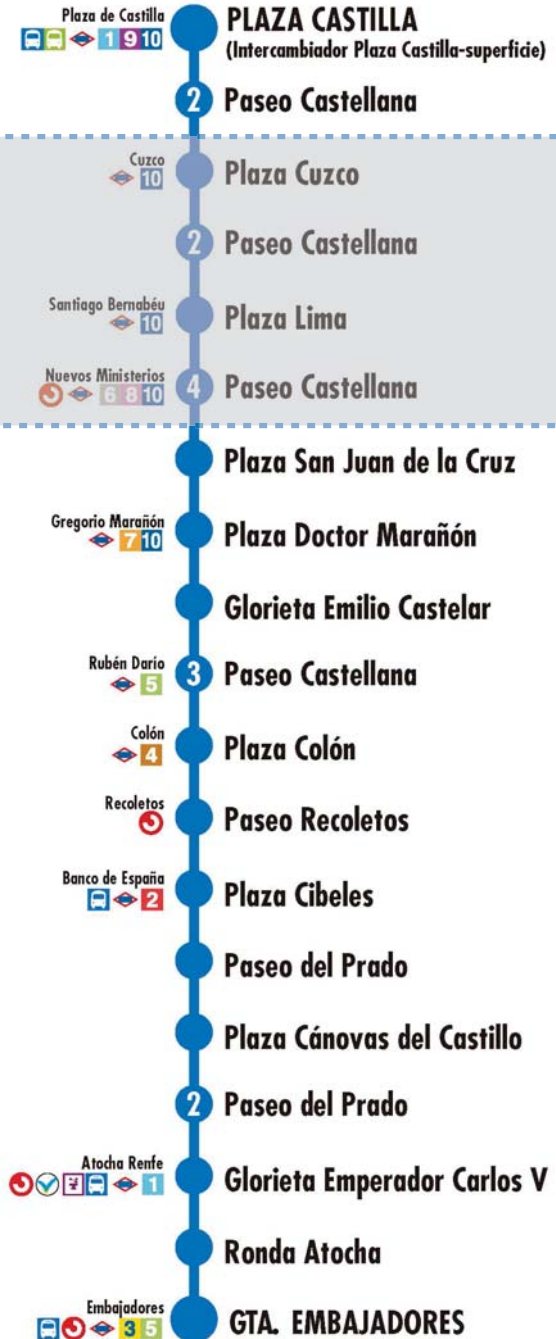 Plaza de Castilla
1 9 10
PLAZA CASTILLA
(Intercambiador Plaza Castilla-superficie)
2 Paseo Castellana
Cuzco
10
Plaza Cuzco
2 Paseo Castellana
Santiago Bernabéu
10
Plaza Lima
Nuevos Ministerios
6 8 10
4 Paseo Castellana
Plaza San Juan de la Cruz
Gregorio Marañón
7 10
Plaza Doctor Marañón
Glorieta Emilio Castelar
Rubén Darío
5
3 Paseo Castellana
Colón
4
Plaza Colón
Recoletos
Paseo Recoletos
Banco de España
2
Plaza Cibeles
Paseo del Prado
Plaza Cánovas del Castillo
2 Paseo del Prado
Atocha Renfe
1
Glorieta Emperador Carlos V
Ronda Atocha
Embajadores
3 5
GTA. EMBAJADORES